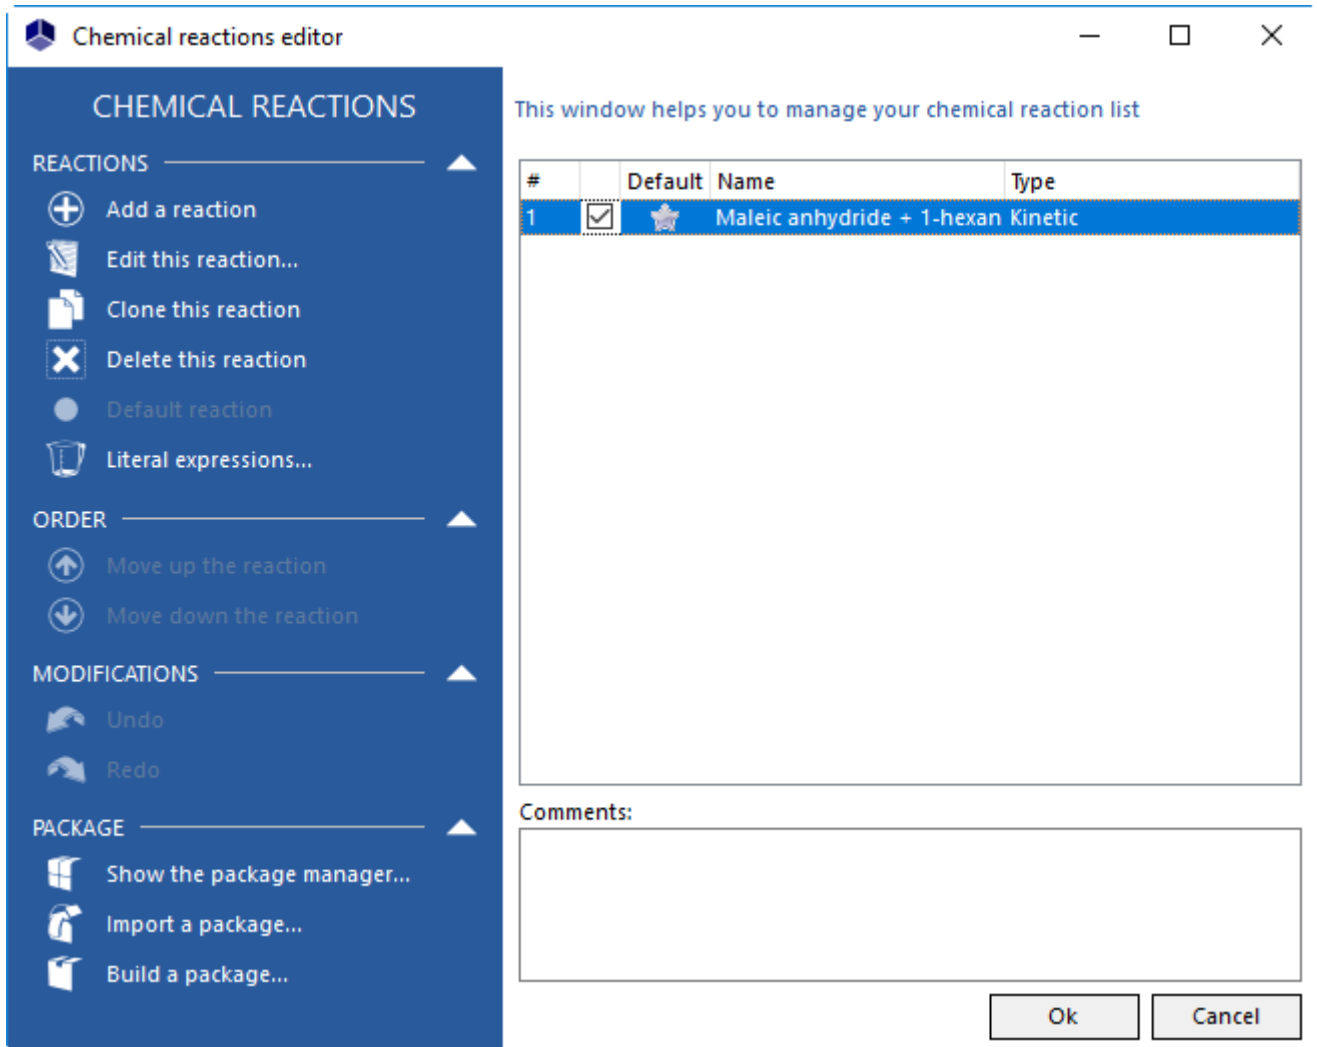 Chemical reactions editor
CHEMICAL REACTIONS
REACTIONS
Add a reaction
Edit this reaction...
Clone this reaction
Delete this reaction
Default reaction
Literal expressions...
ORDER
Move up the reaction
Move down the reaction
MODIFICATIONS
Undo
Redo
PACKAGE
Show the package manager...
Import a package...
Build a package...
This window helps you to manage your chemical reaction list
# Default Name Type
1 Maleic anhydride + 1-hexan Kinetic
Comments:
Ok Cancel